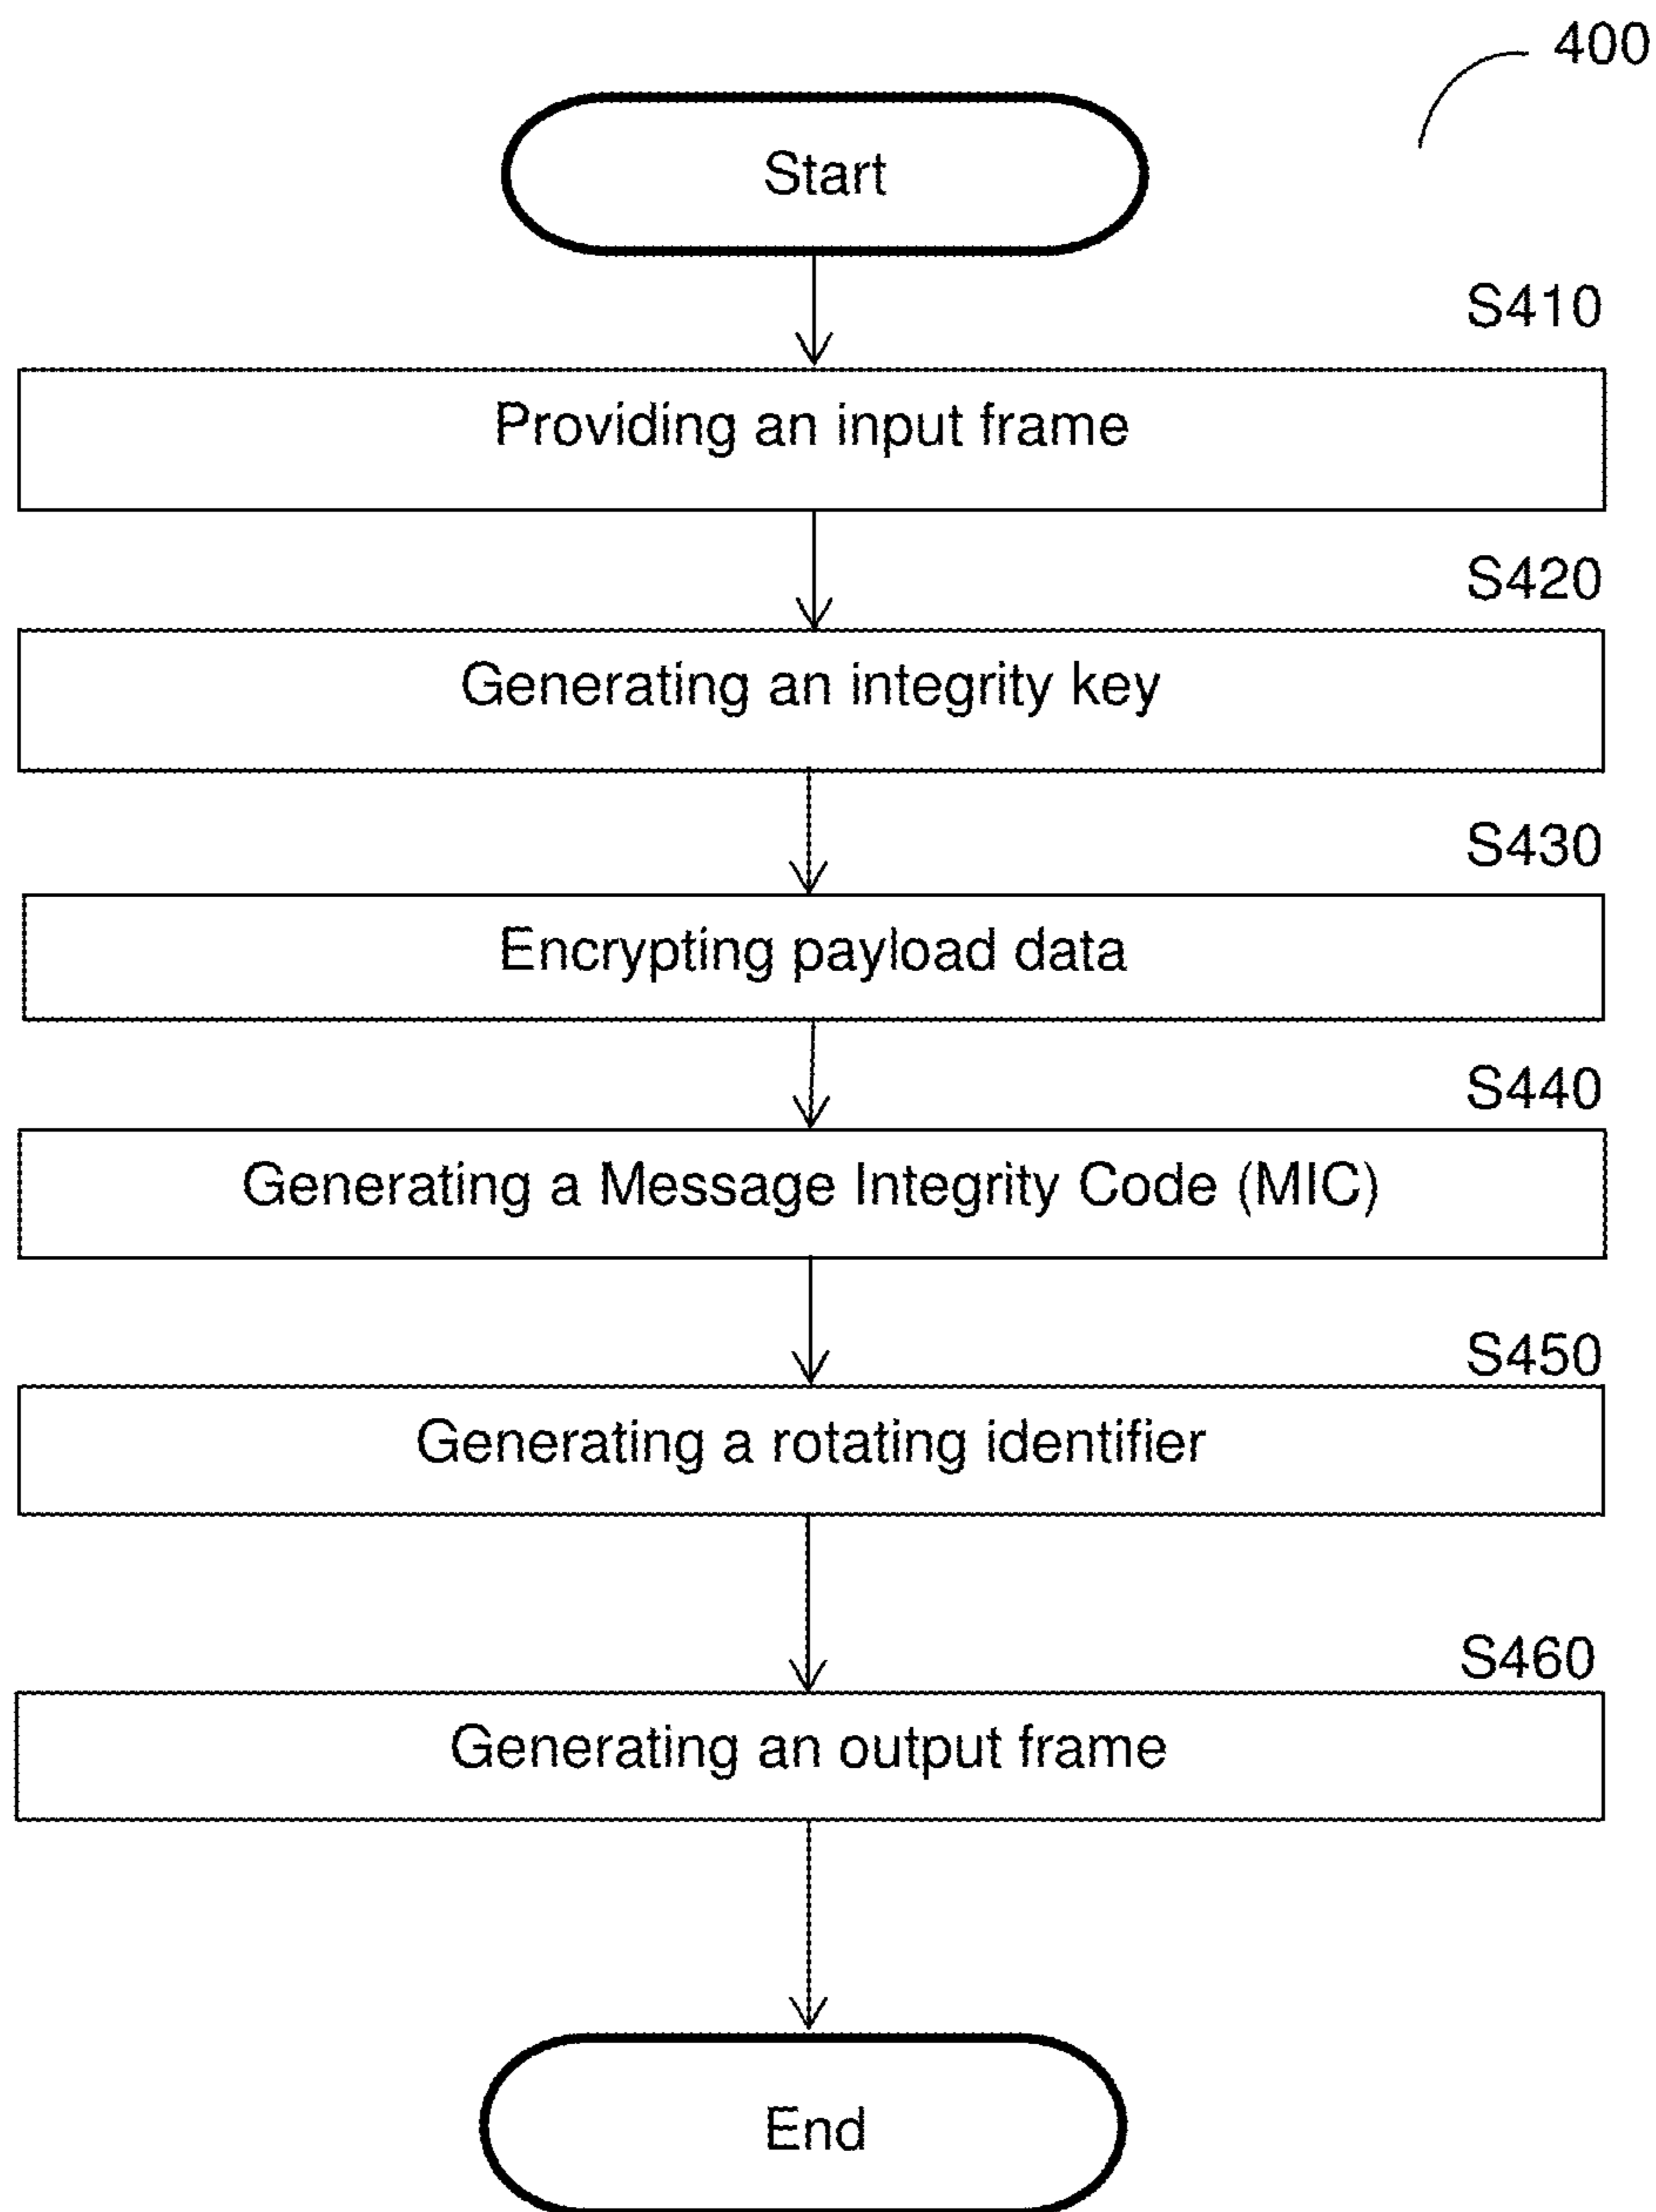 400
Start
S410
Providing an input frame
S420
Generating an integrity key
S430
Encrypting payload data
S440
Generating a Message Integrity Code (MIC)
S450
Generating a rotating identifier
S460
Generating an output frame
End